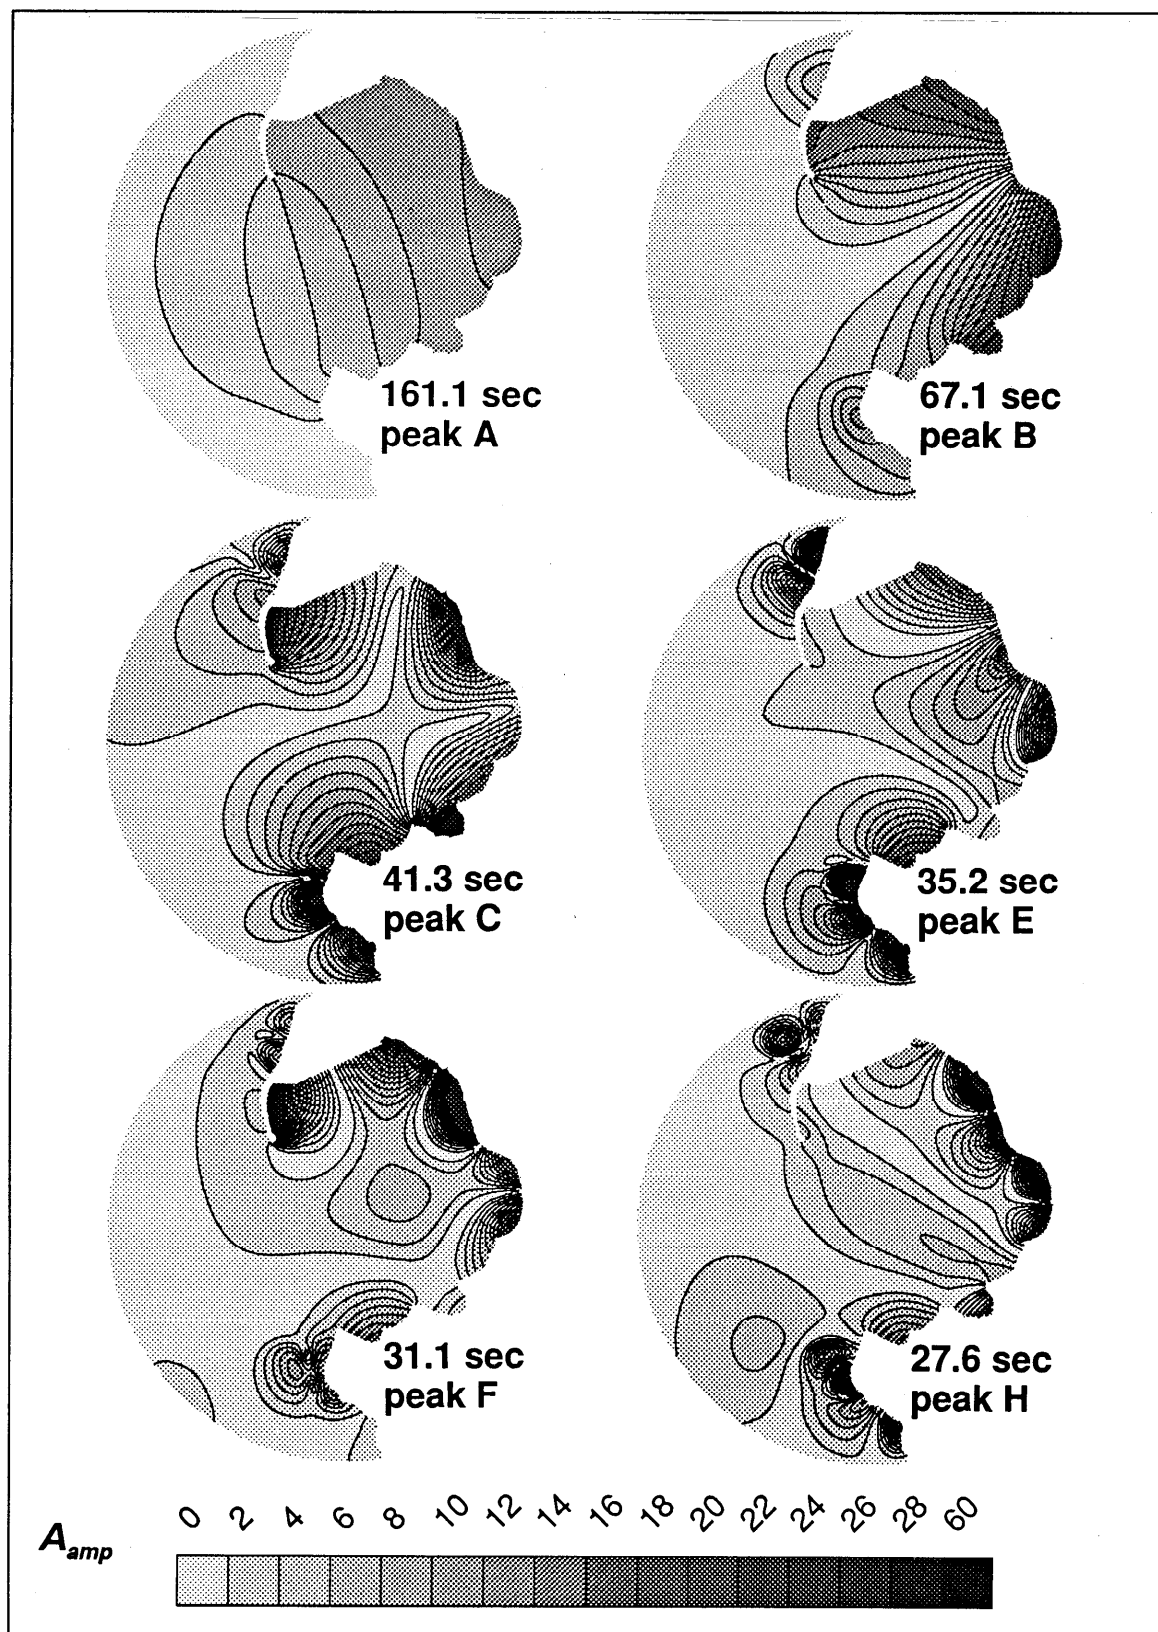 161.1 sec
peak A
67.1 sec
peak B
41.3 sec
peak C
35.2 sec
peak E
31.1 sec
peak F
27.6 sec
peak H
0 2 4 6 8 10 12 14 16 18 20 22 24 26 28 60
A amp